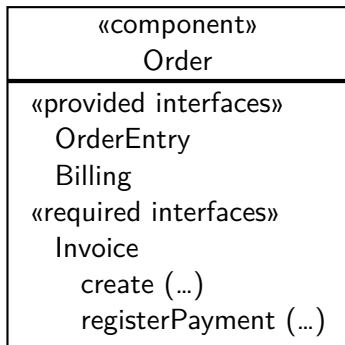 «component»
Order
«provided interfaces»
OrderEntry
Billing
«required interfaces»
Invoice
create (…)
registerPayment (…)